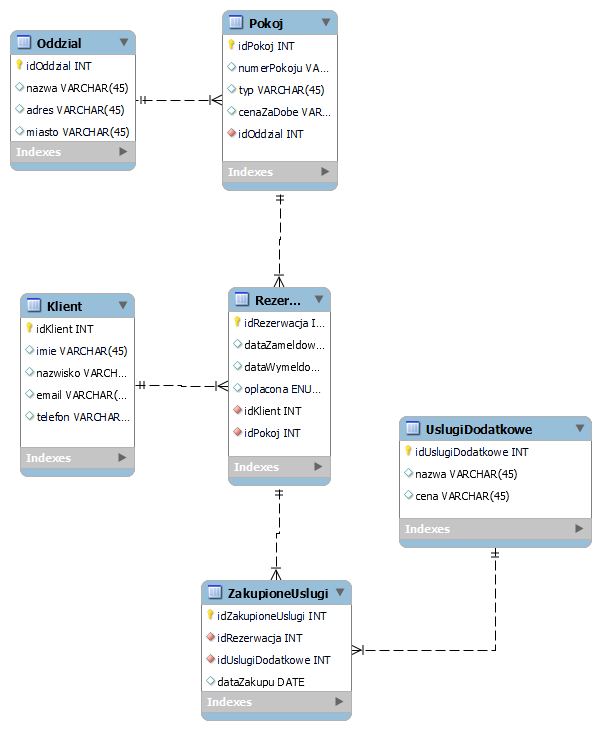 Oddzial
idOddzial INT
nazwa VARCHAR(45)
adres VARCHAR(45)
miasto VARCHAR(45)
Indexes
Pokoj
idPokoj INT
numerPokoju VA...
typ VARCHAR(45)
cenaZaDobe VAR...
idOddzial INT
Indexes
Klient
idKlient INT
imie VARCHAR(45)
nazwisko VARCH...
email VARCHAR(...
telefon VARCHAR...
Indexes
Rezer...
idRezerwacja I...
dataZameldow...
dataWymeldo...
oplacona ENU...
idKlient INT
idPokoj INT
Indexes
UslugiDodatkowe
idUslugiDodatkowe INT
nazwa VARCHAR(45)
cena VARCHAR(45)
Indexes
ZakupioneUslugi
idZakupioneUslugi INT
idRezerwacja INT
idUslugiDodatkowe INT
dataZakupu DATE
Indexes